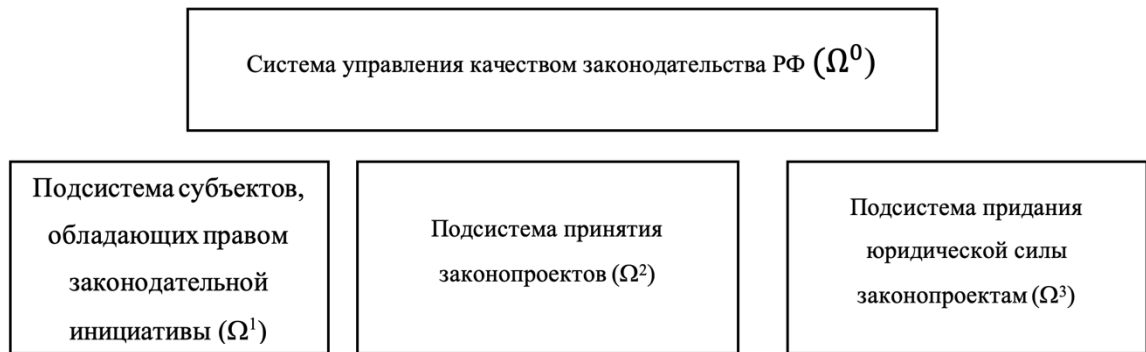 Система управления качеством законодательства РФ (Ω⁰)
Подсистема субъектов,
обладающих правом
законодательной
инициативы (Ω¹)
Подсистема принятия
законопроектов (Ω²)
Подсистема придания
юридической силы
законопроектам (Ω³)